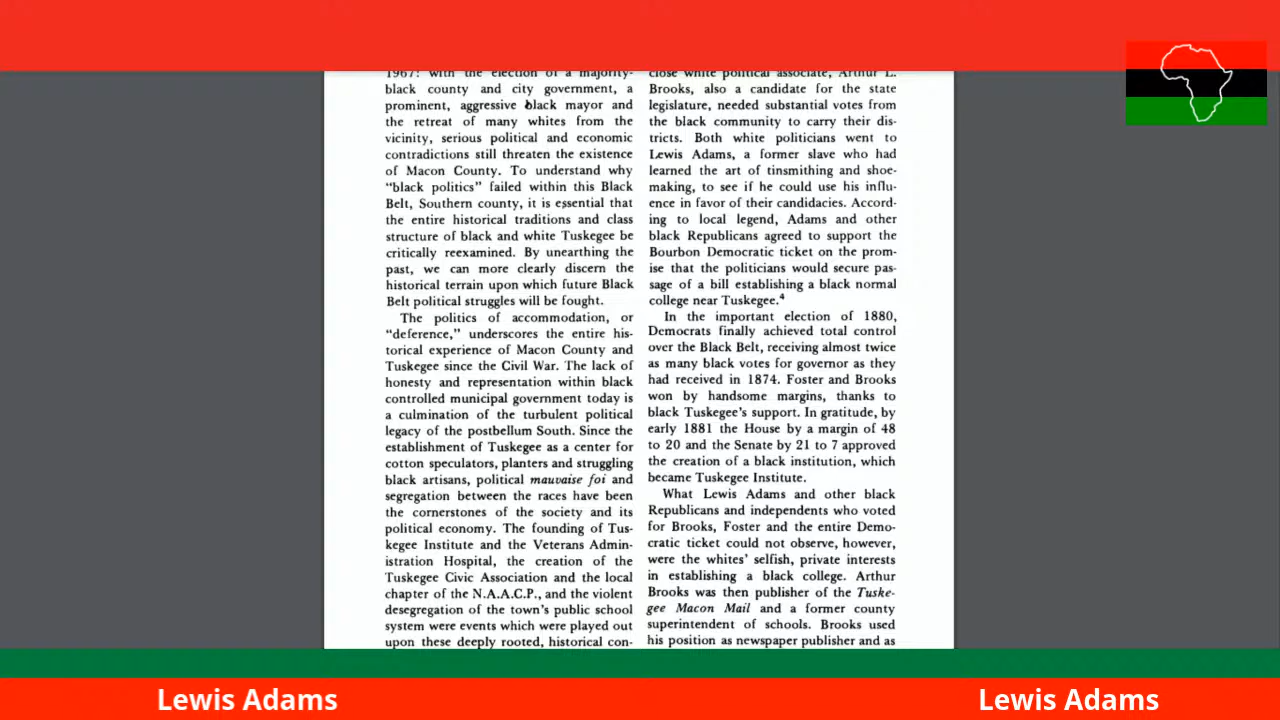 1967: with the election of a majority-
black county and city government, a
prominent, aggressive black mayor and
the retreat of many whites from the
vicinity, serious political and economic
contradictions still threaten the existence
of Macon County. To understand why
"black politics" failed within this Black
Belt, Southern county, it is essential that
the entire historical traditions and class
structure of black and white Tuskegee be
critically reexamined. By unearthing the
past, we can more clearly discern the
historical terrain upon which future Black
Belt political struggles will be fought.
The politics of accommodation, or
"deference," underscores the entire his-
torical experience of Macon County and
Tuskegee since the Civil War. The lack of
honesty and representation within black
controlled municipal government today is
a culmination of the turbulent political
legacy of the postbellum South. Since the
establishment of Tuskegee as a center for
cotton speculators, planters and struggling
black artisans, political mauvaise foi and
segregation between the races have been
the cornerstones of the society and its
political economy. The founding of Tus-
kegee Institute and the Veterans Admin-
istration Hospital, the creation of the
Tuskegee Civic Association and the local
chapter of the N.A.A.C.P., and the violent
desegregation of the town's public school
system were events which were played out
upon these deeply rooted, historical con-
close white political associate, Arthur L.
Brooks, also a candidate for the state
legislature, needed substantial votes from
the black community to carry their dis-
tricts. Both white politicians went to
Lewis Adams, a former slave who had
learned the art of tinsmithing and shoe-
making, to see if he could use his influ-
ence in favor of their candidacies. Accord-
ing to local legend, Adams and other
black Republicans agreed to support the
Bourbon Democratic ticket on the prom-
ise that the politicians would secure pas-
sage of a bill establishing a black normal
college near Tuskegee.⁴
In the important election of 1880,
Democrats finally achieved total control
over the Black Belt, receiving almost twice
as many black votes for governor as they
had received in 1874. Foster and Brooks
won by handsome margins, thanks to
black Tuskegee's support. In gratitude, by
early 1881 the House by a margin of 48
to 20 and the Senate by 21 to 7 approved
the creation of a black institution, which
became Tuskegee Institute.
What Lewis Adams and other black
Republicans and independents who voted
for Brooks, Foster and the entire Demo-
cratic ticket could not observe, however,
were the whites' selfish, private interests
in establishing a black college. Arthur
Brooks was then publisher of the Tuske-
gee Macon Mail and a former county
superintendent of schools. Brooks used
his position as newspaper publisher and as
Lewis Adams
Lewis Adams